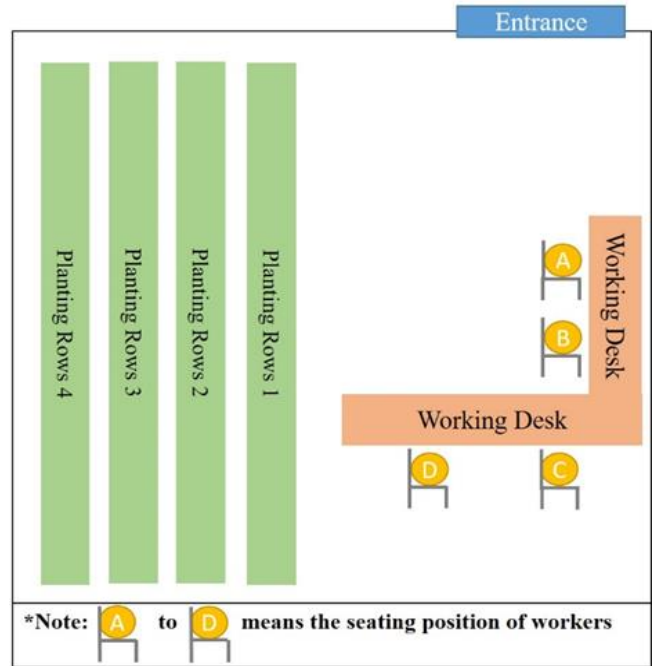 Entrance
Planting Rows 4
Planting Rows 3
Planting Rows 2
Planting Rows 1
Working Desk
A
B
Working Desk
D
C
*Note: A to D means the seating position of workers